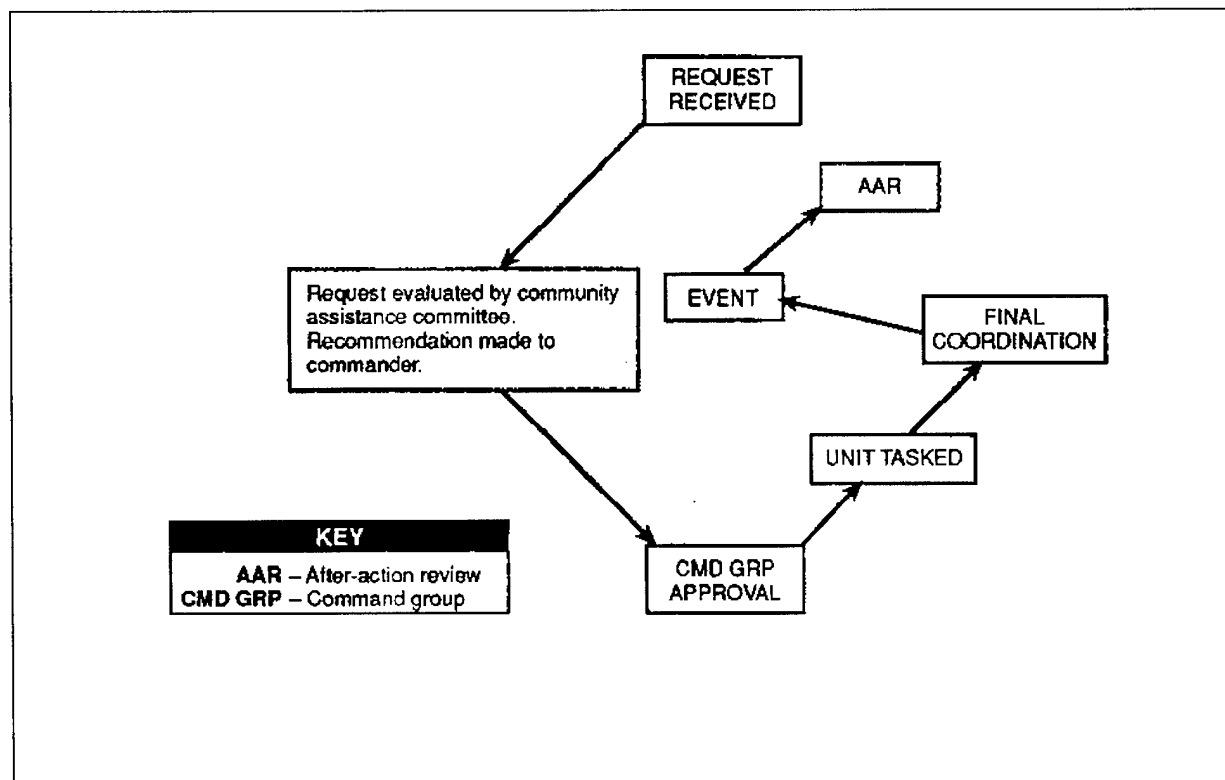 REQUEST
RECEIVED
AAR
EVENT
Request evaluated by community
assistance committee.
Recommendation made to
commander.
FINAL
COORDINATION
UNIT TASKED
CMD GRP
APPROVAL
KEY
AAR – After-action review
CMD GRP – Command group